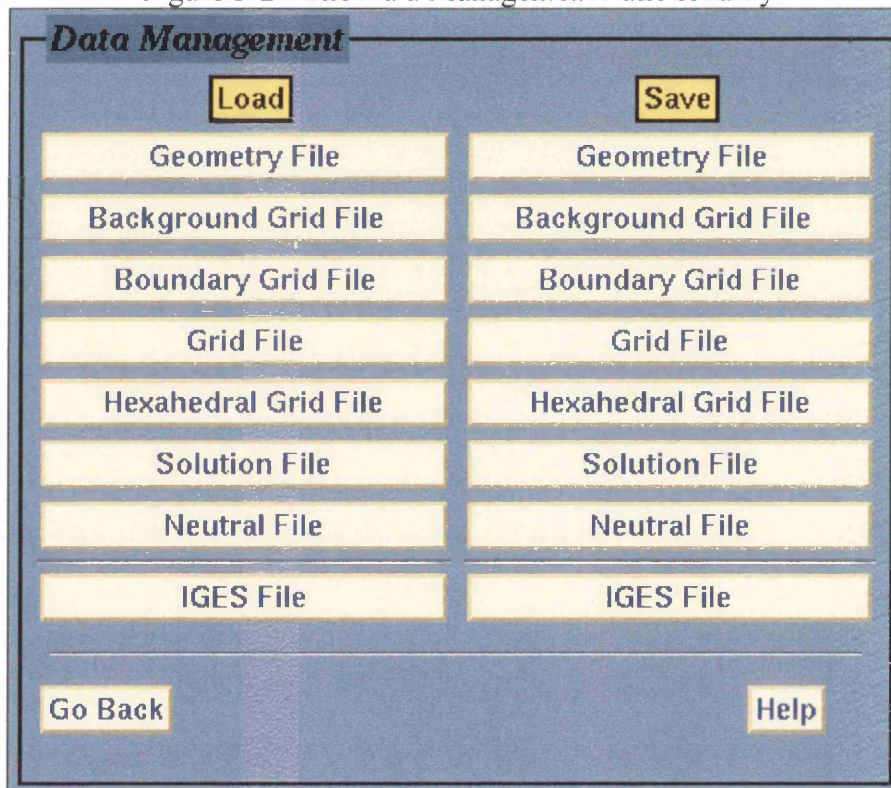 Data Management
Load Save
Geometry File Geometry File
Background Grid File Background Grid File
Boundary Grid File Boundary Grid File
Grid File Grid File
Hexahedral Grid File Hexahedral Grid File
Solution File Solution File
Neutral File Neutral File
IGES File IGES File
Go Back Help